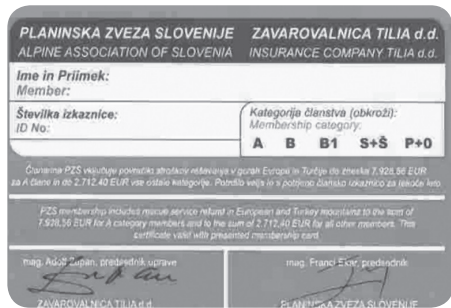 PLANINSKA ZVEZA SLOVENIJE ZAVAROVALNICA TILIA d.d.
ALPINE ASSOCIATION OF SLOVENIA INSURANCE COMPANY TILIA d.d.
Ime in Priimek:
Member:
Številka izkaznice:
ID No:
Kategorija članstva (obkroži):
Membership category:
A B B1 S+Š P+0
Članarina PZS vključuje povračilo stroškov reševanja v gorah Evrope in Turčije do zneska 7.928,56 EUR
za A člane in do 2.712,40 EUR vse ostale kategorije. Potrdilo velja le s potrjeno člansko izkaznico za tekoče leto.
PZS membership includes rescue service refund in European and Turkey mountains to the sum of
7.928,56 EUR for A category members and to the sum of 2.712,40 EUR for all other members. This
certificate valid with presented membership card.
mag. Adolf Zupan, predsednik uprave
mag. Franci Ekar, predsednik
ZAVAROVALNICA TILIA d.d.
PLANINSKA ZVEZA SLOVENIJE